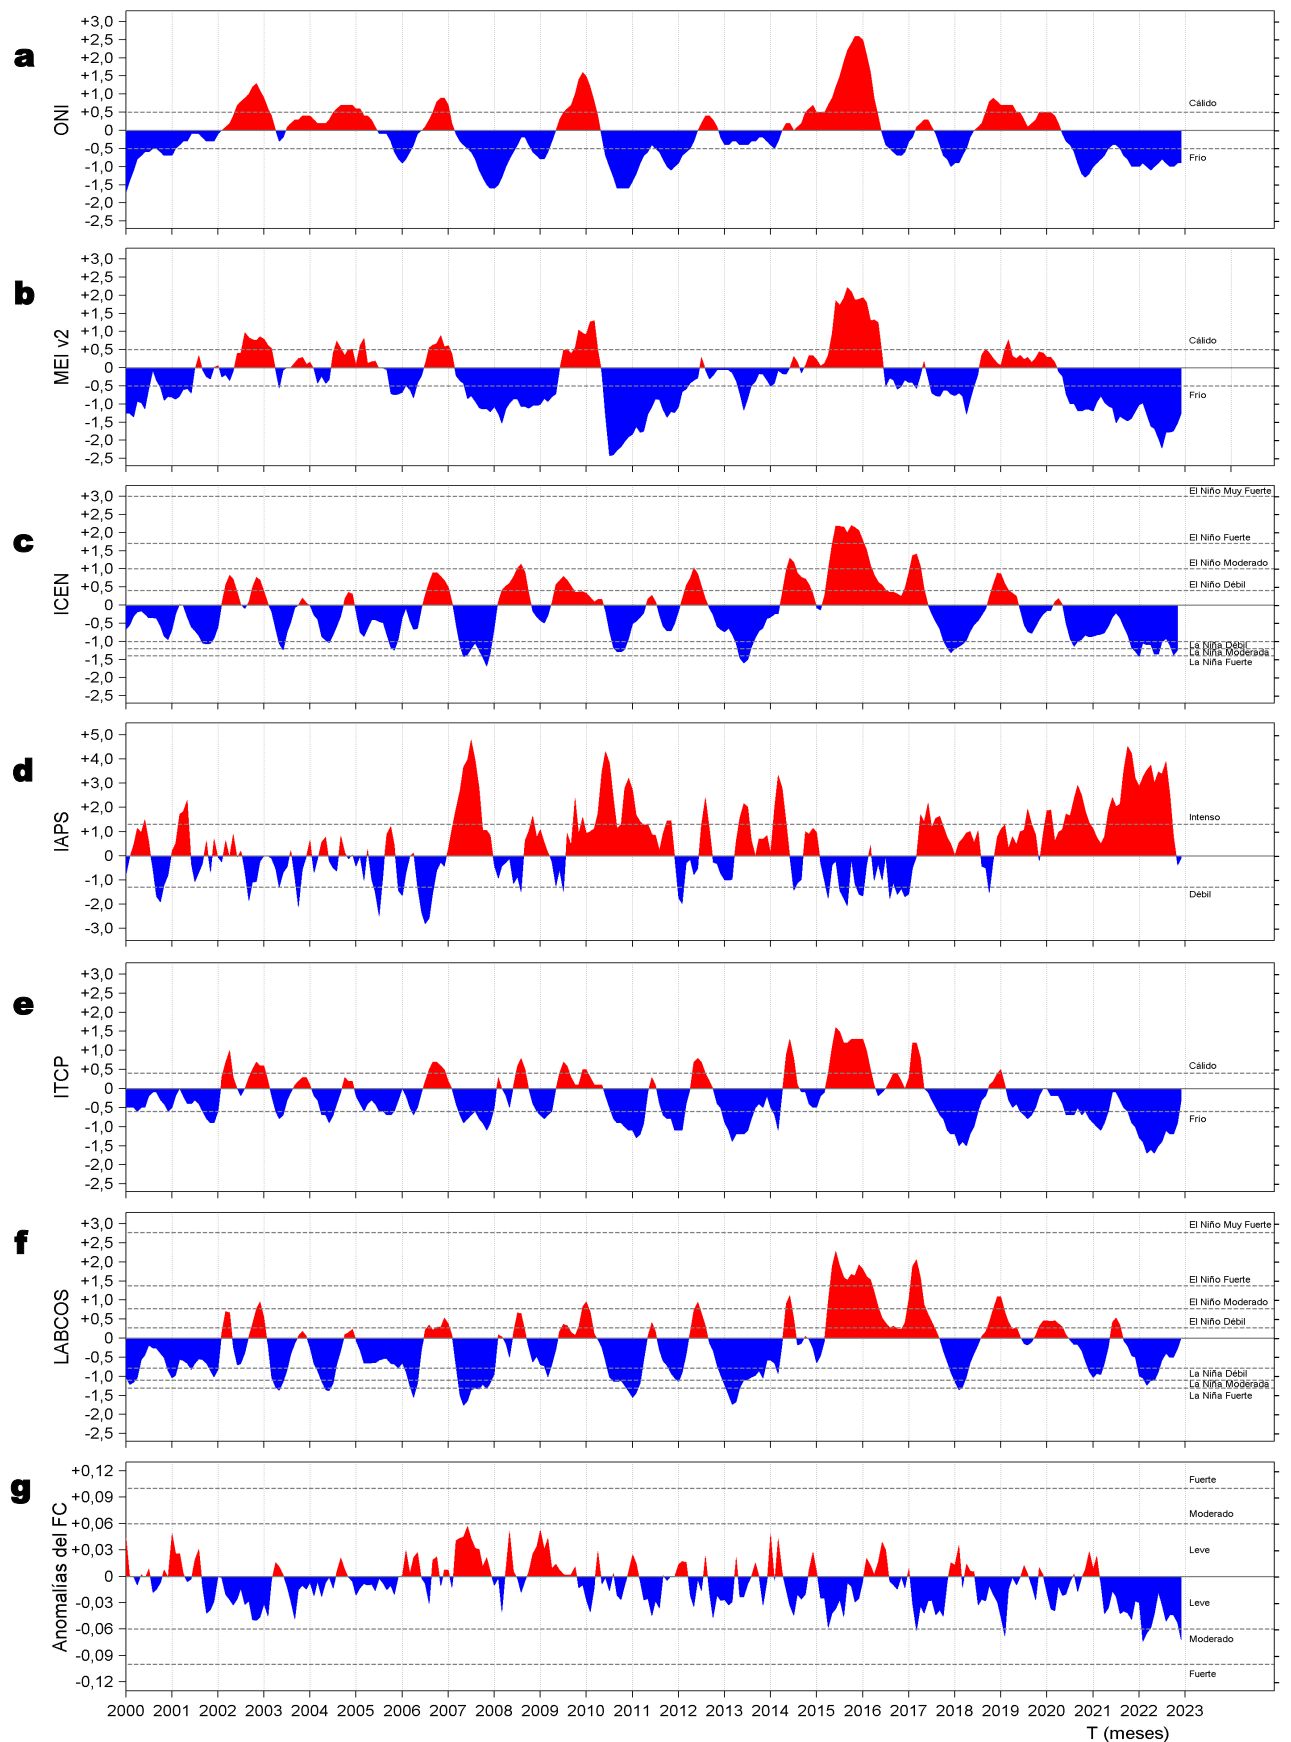 a
ONI
+3,0
+2,5
+2,0
+1,5
+1,0
+0,5
0
-0,5
-1,0
-1,5
-2,0
-2,5
Cálido
Frio
b
MEI v2
+3,0
+2,5
+2,0
+1,5
+1,0
+0,5
0
-0,5
-1,0
-1,5
-2,0
-2,5
Cálido
Frio
c
ICEN
+3,0
+2,5
+2,0
+1,5
+1,0
+0,5
0
-0,5
-1,0
-1,5
-2,0
-2,5
El Niño Muy Fuerte
El Niño Fuerte
El Niño Moderado
El Niño Débil
La Niña Débil
La Niña Moderada
La Niña Fuerte
d
IAPS
+5,0
+4,0
+3,0
+2,0
+1,0
0
-1,0
-2,0
-3,0
Intenso
Débil
e
ITCP
+3,0
+2,5
+2,0
+1,5
+1,0
+0,5
0
-0,5
-1,0
-1,5
-2,0
-2,5
Cálido
Frio
f
LABCOS
+3,0
+2,5
+2,0
+1,5
+1,0
+0,5
0
-0,5
-1,0
-1,5
-2,0
-2,5
El Niño Muy Fuerte
El Niño Fuerte
El Niño Moderado
El Niño Débil
La Niña Débil
La Niña Moderada
La Niña Fuerte
g
Anomalías del FC
+0,12
+0,09
+0,06
+0,03
0
-0,03
-0,06
-0,09
-0,12
Fuerte
Moderado
Leve
Leve
Moderado
Fuerte
2000 2001 2002 2003 2004 2005 2006 2007 2008 2009 2010 2011 2012 2013 2014 2015 2016 2017 2018 2019 2020 2021 2022 2023
T (meses)